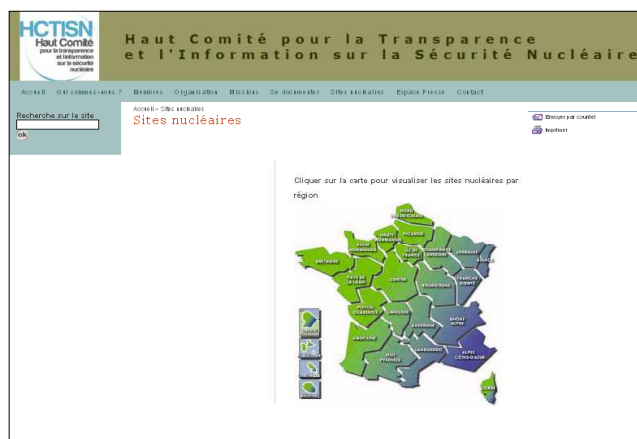 HCTISN
Haut Comité
pour la transparence
et l'information
sur la sécurité
nucléaire
Haut Comité pour la Transparence
et l'Information sur la Sécurité Nucléaire
Accueil Qui sommes-nous ? Membres Organisation Missions Se documenter Sites nucléaires Espace Presse Contact
Recherche sur le site
ok
Accueil > Sites nucléaires
Sites nucléaires
Envoyer par courriel
Imprimer
Cliquer sur la carte pour visualiser les sites nucléaires par
région
NORD
PAS-DE-CALAIS
HAUTE
NORMANDIE
PICARDIE
BASSE
NORMANDIE
ILE DE
FRANCE
CHAMPAGNE
ARDENNE
LORRAINE
ALSACE
BRETAGNE
PAYS DE
LA LOIRE
CENTRE
BOURGOGNE
FRANCHE
COMTÉ
POITOU
CHARENTES
LIMOUSIN
AUVERGNE
RHÔNE
ALPES
AQUITAINE
MIDI
PYRÉNÉES
LANGUEDOC
ALPES
CÔTE-D'AZUR
CORSE